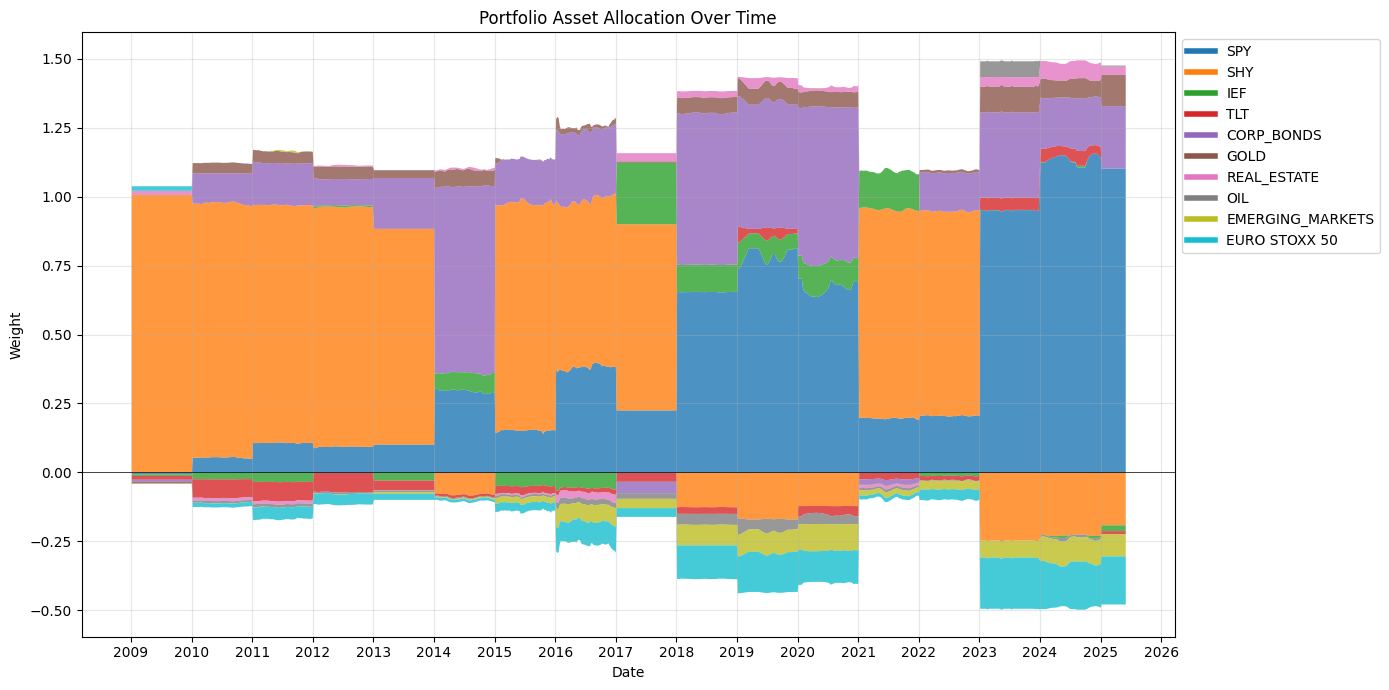 Portfolio Asset Allocation Over Time
1.50
1.25
1.00
0.75
0.50
0.25
0.00
−0.25
−0.50
Weight
2009 2010 2011 2012 2013 2014 2015 2016 2017 2018 2019 2020 2021 2022 2023 2024 2025 2026
Date
SPY
SHY
IEF
TLT
CORP_BONDS
GOLD
REAL_ESTATE
OIL
EMERGING_MARKETS
EURO STOXX 50